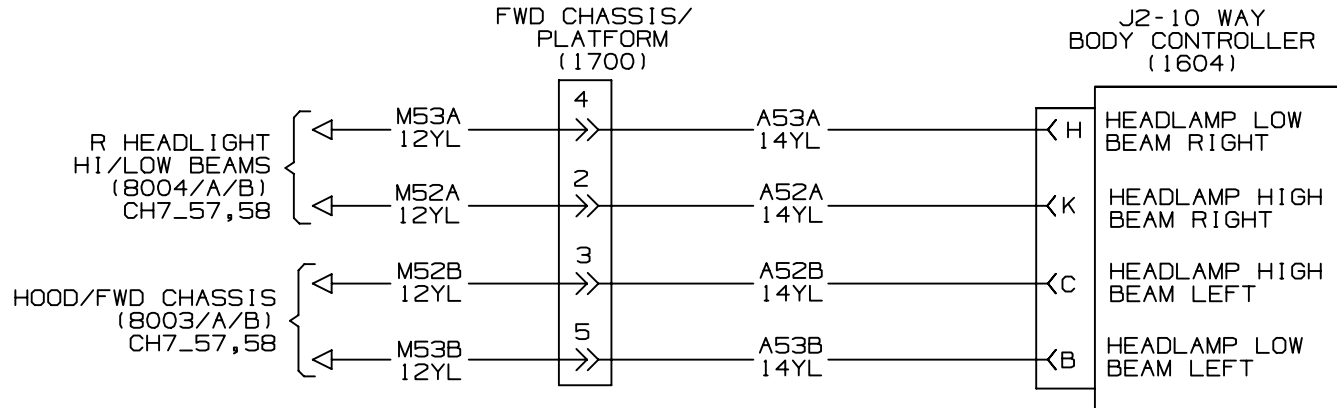 FWD CHASSIS/
PLATFORM
(1700)
J2-10 WAY
BODY CONTROLLER
(1604)
R HEADLIGHT
HI/LOW BEAMS
(8004/A/B)
CH7_57,58
M53A
12YL
4
A53A
14YL
H
HEADLAMP LOW
BEAM RIGHT
M52A
12YL
2
A52A
14YL
K
HEADLAMP HIGH
BEAM RIGHT
HOOD/FWD CHASSIS
(8003/A/B)
CH7_57,58
M52B
12YL
3
A52B
14YL
C
HEADLAMP HIGH
BEAM LEFT
M53B
12YL
5
A53B
14YL
B
HEADLAMP LOW
BEAM LEFT